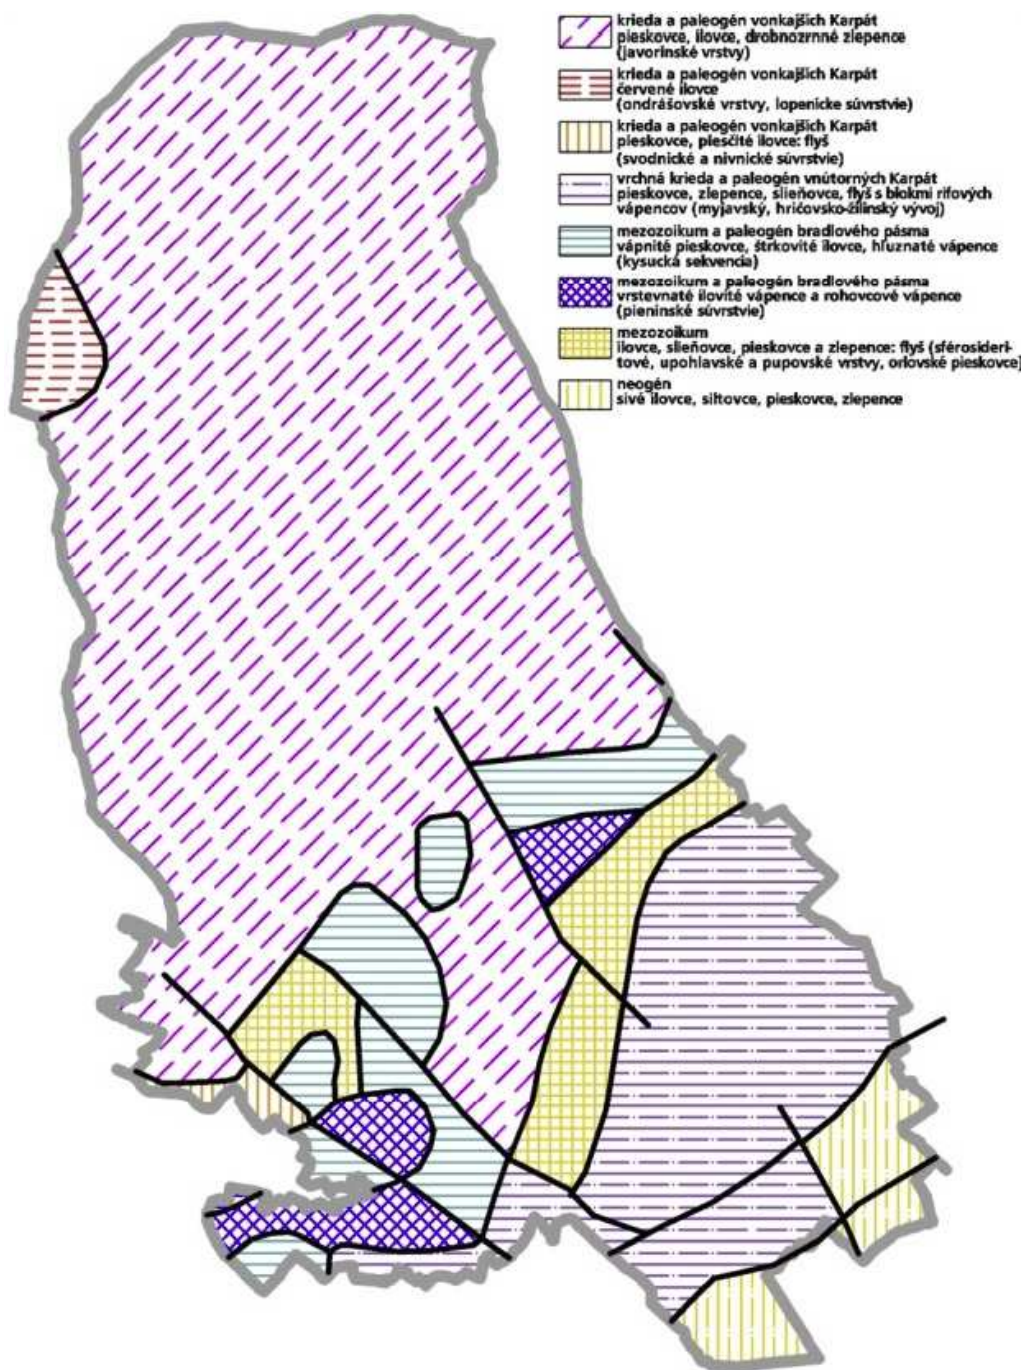 krieda a paleogén vonkajších Karpát
pieskovce, ílovce, drobnozrnné zlepence
(javorinské vrstvy)
krieda a paleogén vonkajších Karpát
červené ílovce
(ondrášovské vrstvy, lopenícke súvrstvie)
krieda a paleogén vonkajších Karpát
pieskovce, piesčité ílovce: flyš
(svodnické a nivnické súvrstvie)
vrchná krieda a paleogén vnútorných Karpát
pieskovce, zlepence, slieňovce, flyš s blokmi rífových
vápencov (myjavský, hričovsko-žilinský vývoj)
mezozoikum a paleogén bradlového pásma
vápnité pieskovce, štrkovité ílovce, hľuznaté vápence
(kysucká sekvencia)
mezozoikum a paleogén bradlového pásma
vrstevnaté ílovité vápence a rohovcové vápence
(pieninské súvrstvie)
mezozoikum
ílovce, slieňovce, pieskovce a zlepence: flyš (sférosideri-
tové, upohlavské a pupovské vrstvy, orlovské pieskovce)
neogén
sivé ílovce, siltovce, pieskovce, zlepence